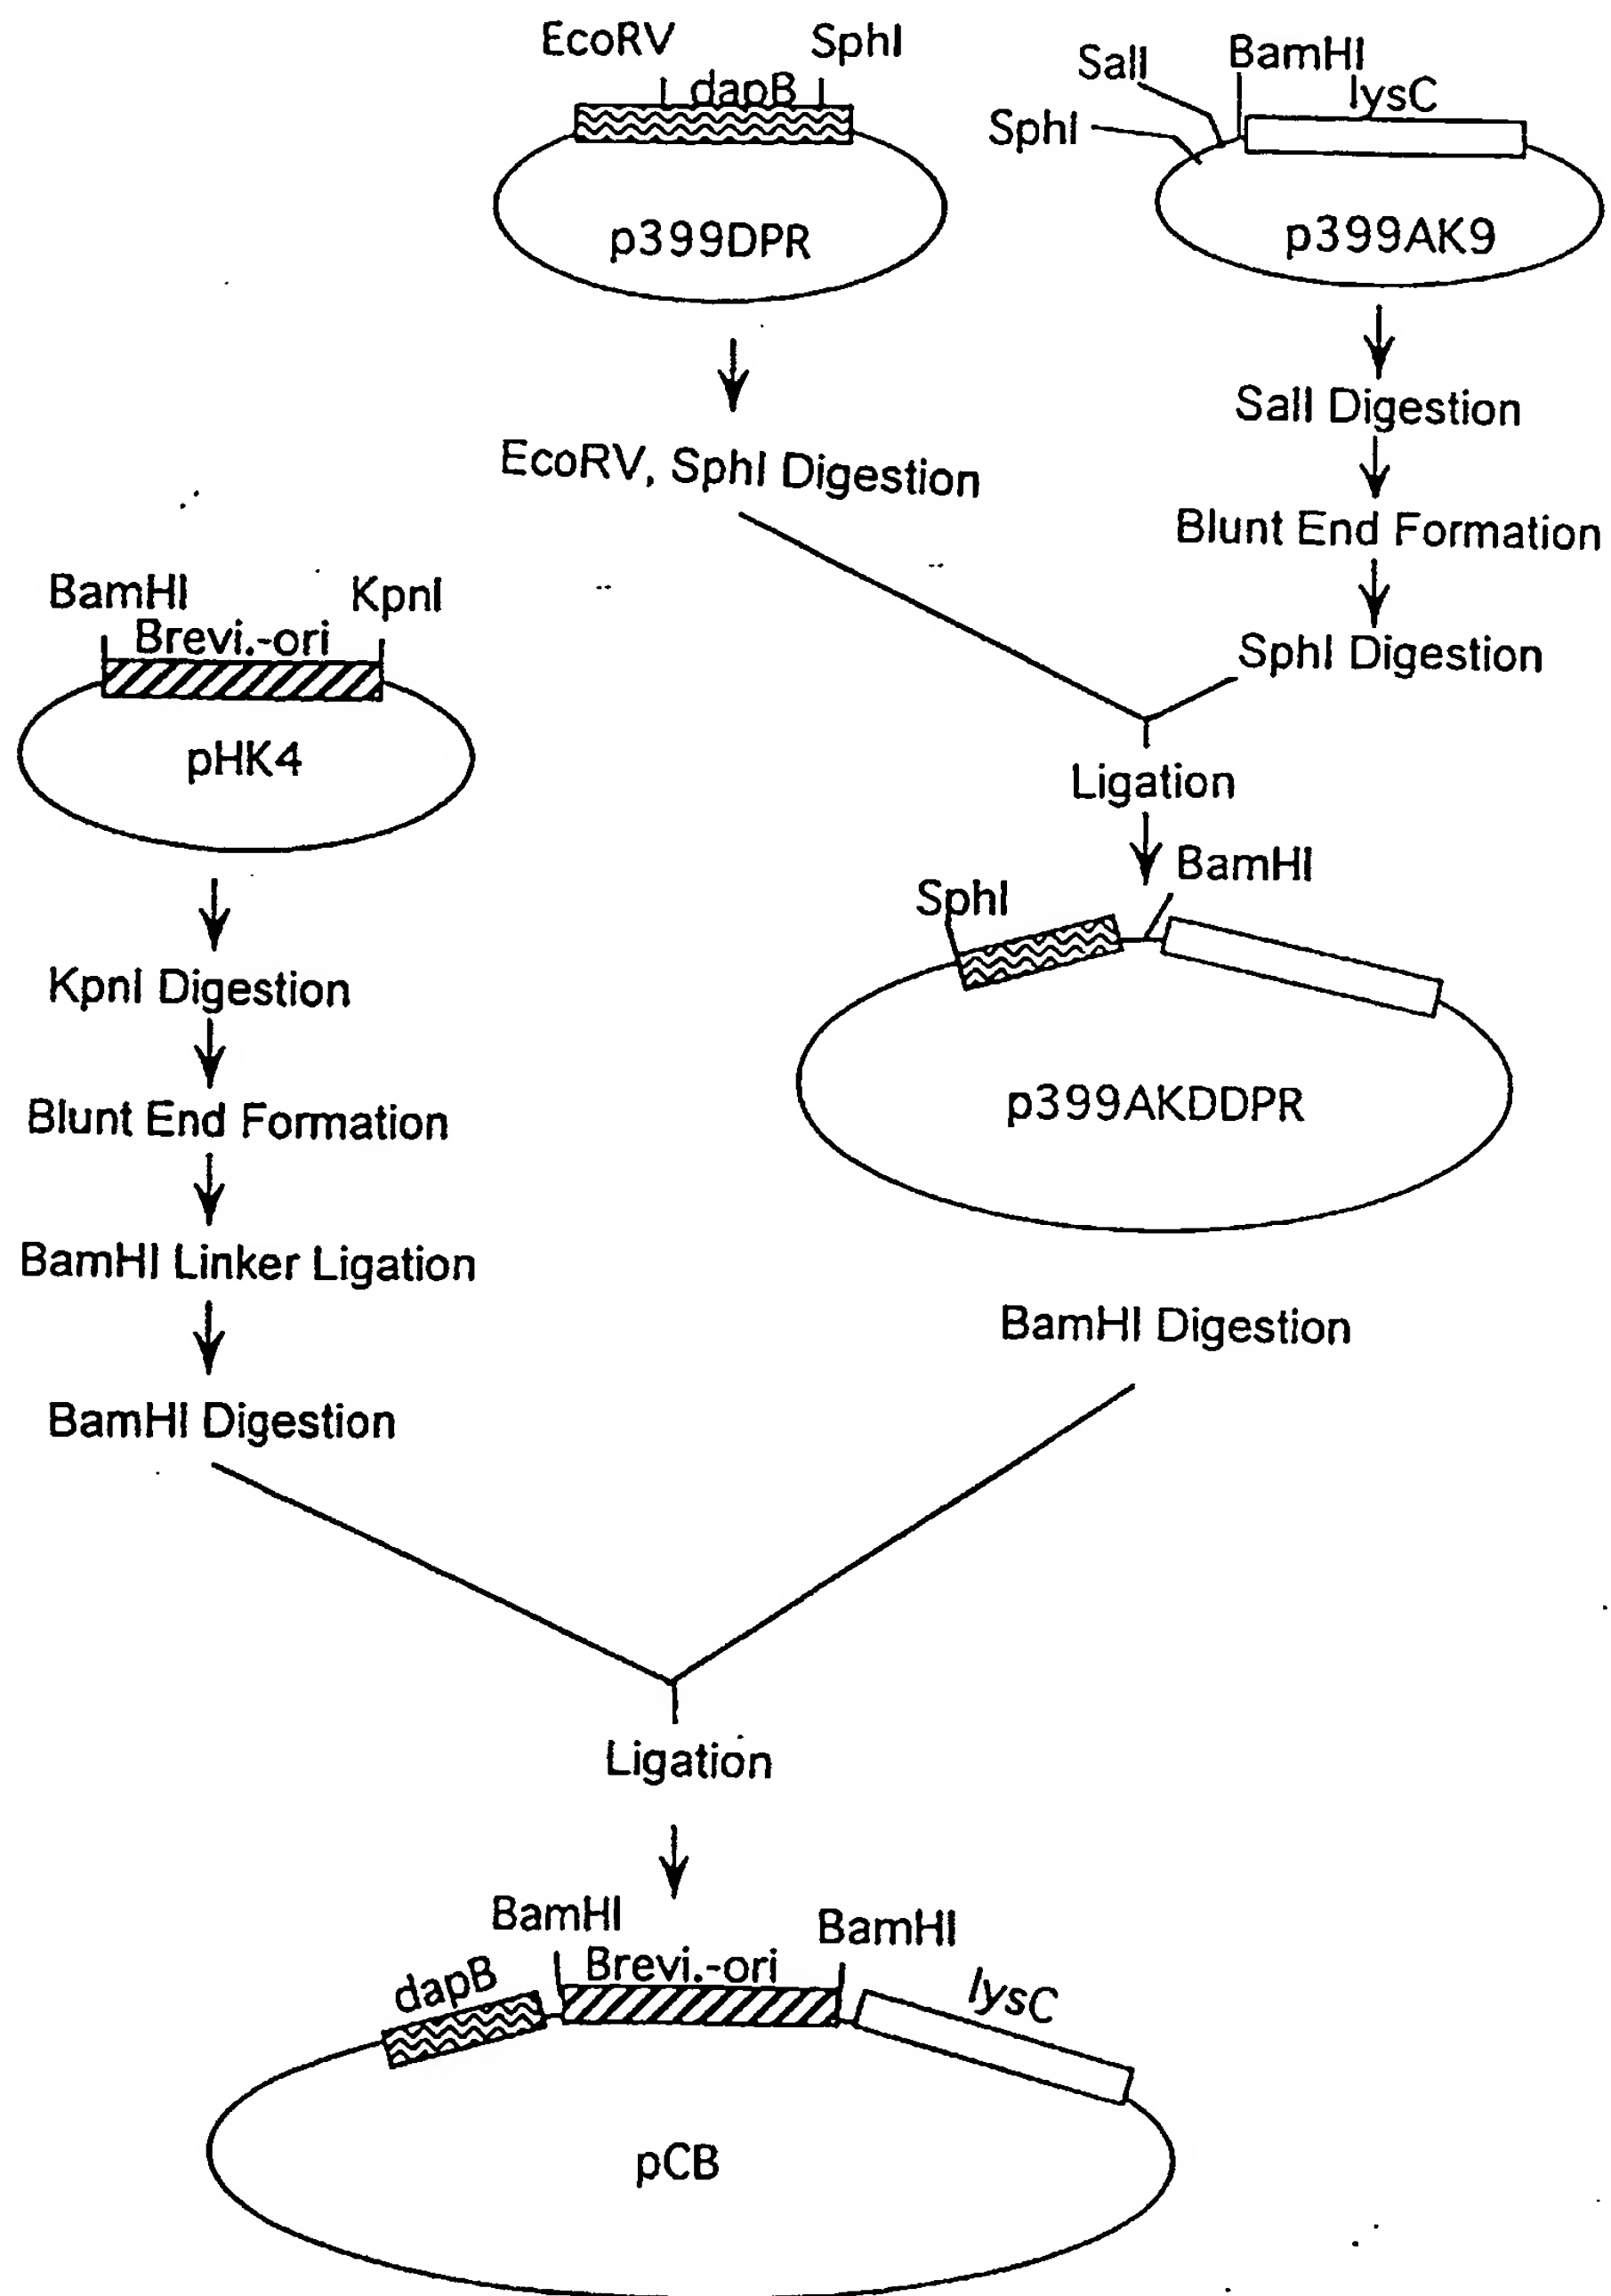 EcoRV
SphI
dapB
p399DPR
SalI
BamHI
lysC
SphI
p399AK9
EcoRV, SphI Digestion
SalI Digestion
Blunt End Formation
SphI Digestion
BamHI
KpnI
Brevi.-ori
pHK4
Ligation
KpnI Digestion
Blunt End Formation
BamHI Linker Ligation
BamHI Digestion
SphI
BamHI
p399AKDDPR
BamHI Digestion
Ligation
BamHI
BamHI
dapB
Brevi.-ori
lysC
pCB